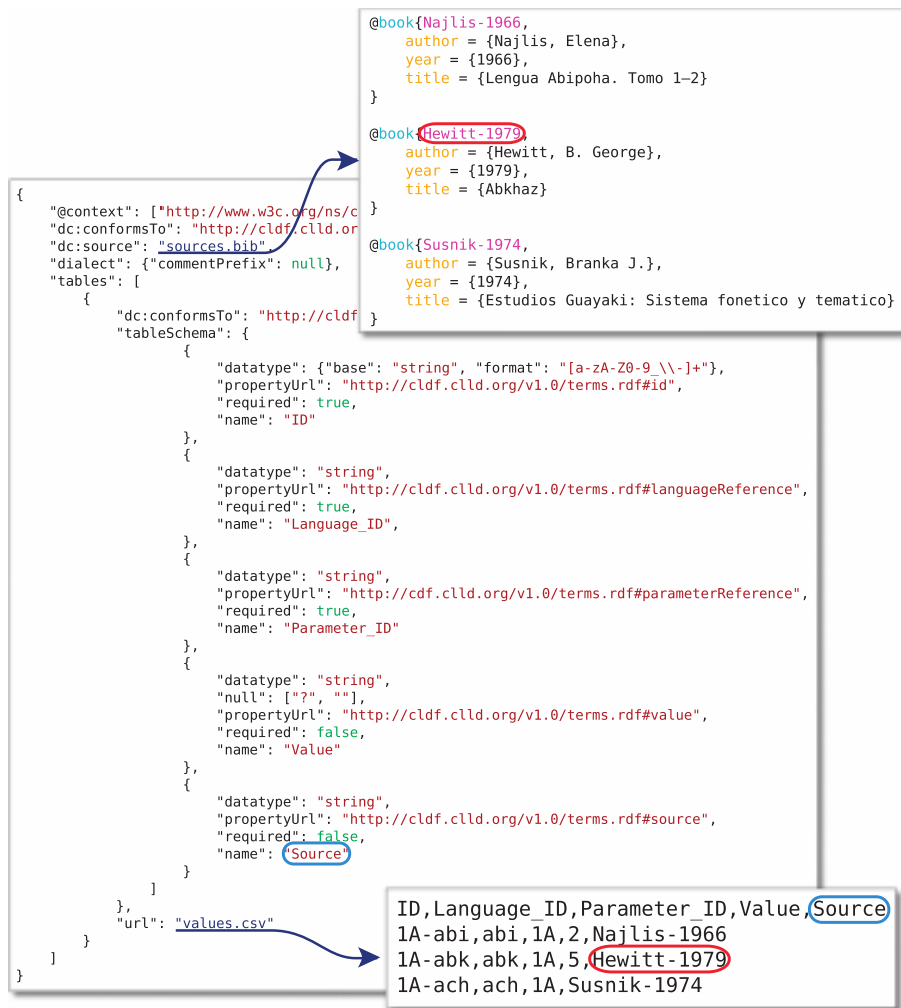 @book{Najlis-1966,
    author = {Najlis, Elena},
    year = {1966},
    title = {Lengua Abipoha. Tomo 1–2}
}
@book{Hewitt-1979,
    author = {Hewitt, B. George},
    year = {1979},
    title = {Abkhaz}
}
@book{Susnik-1974,
    author = {Susnik, Branka J.},
    year = {1974},
    title = {Estudios Guayaki: Sistema fonetico y tematico}
}
{
    "@context": ["http://www.w3c.org/ns/c
    "dc:conformsTo": "http://cldf.clld.or
    "dc:source": "sources.bib",
    "dialect": {"commentPrefix": null},
    "tables": [
        {
            "dc:conformsTo": "http://cldf
            "tableSchema": {
                    {
                        "datatype": {"base": "string", "format": "[a-zA-Z0-9_\\-]+"},
                        "propertyUrl": "http://cldf.clld.org/v1.0/terms.rdf#id",
                        "required": true,
                        "name": "ID"
                    },
                    {
                        "datatype": "string",
                        "propertyUrl": "http://cldf.clld.org/v1.0/terms.rdf#languageReference",
                        "required": true,
                        "name": "Language_ID",
                    },
                    {
                        "datatype": "string",
                        "propertyUrl": "http://cdf.clld.org/v1.0/terms.rdf#parameterReference",
                        "required": true,
                        "name": "Parameter_ID"
                    },
                    {
                        "datatype": "string",
                        "null": ["?", ""],
                        "propertyUrl": "http://cldf.clld.org/v1.0/terms.rdf#value",
                        "required": false,
                        "name": "Value"
                    },
                    {
                        "datatype": "string",
                        "propertyUrl": "http://cldf.clld.org/v1.0/terms.rdf#source",
                        "required": false,
                        "name": "Source"
                    }
                ]
            },
            "url": "values.csv"
        }
    ]
}
ID,Language_ID,Parameter_ID,Value,Source
1A-abi,abi,1A,2,Najlis-1966
1A-abk,abk,1A,5,Hewitt-1979
1A-ach,ach,1A,Susnik-1974